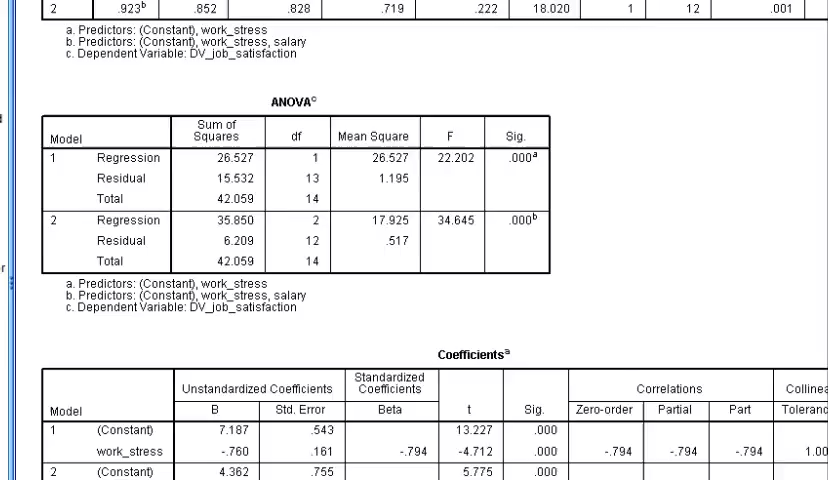 2 .923b .852 .828 .719 .222 18.020 1 12 .001
a. Predictors: (Constant), work_stress
b. Predictors: (Constant), work_stress, salary
c. Dependent Variable: DV_job_satisfaction
ANOVAc
Model Sum of Squares df Mean Square F Sig.
1 Regression 26.527 1 26.527 22.202 .000a
Residual 15.532 13 1.195
Total 42.059 14
2 Regression 35.850 2 17.925 34.645 .000b
Residual 6.209 12 .517
Total 42.059 14
a. Predictors: (Constant), work_stress
b. Predictors: (Constant), work_stress, salary
c. Dependent Variable: DV_job_satisfaction
Coefficientsa
Unstandardized Coefficients Standardized Coefficients Correlations Collinea
Model B Std. Error Beta t Sig. Zero-order Partial Part Toleranc
1 (Constant) 7.187 .543 13.227 .000
work_stress -.760 .161 -.794 -4.712 .000 -.794 -.794 -.794 1.00
2 (Constant) 4.362 .755 5.775 .000